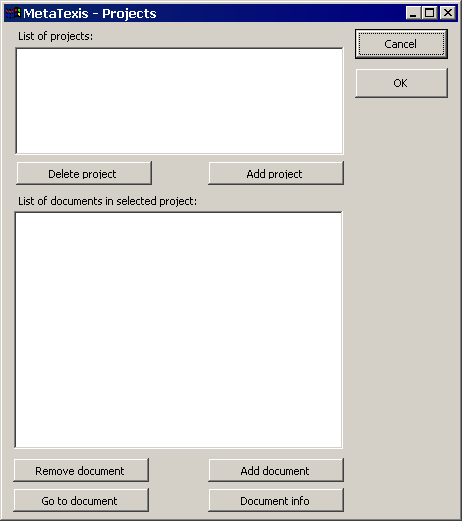 MetaTexis - Projects
List of projects:
Cancel
OK
Delete project
Add project
List of documents in selected project:
Remove document
Add document
Go to document
Document info